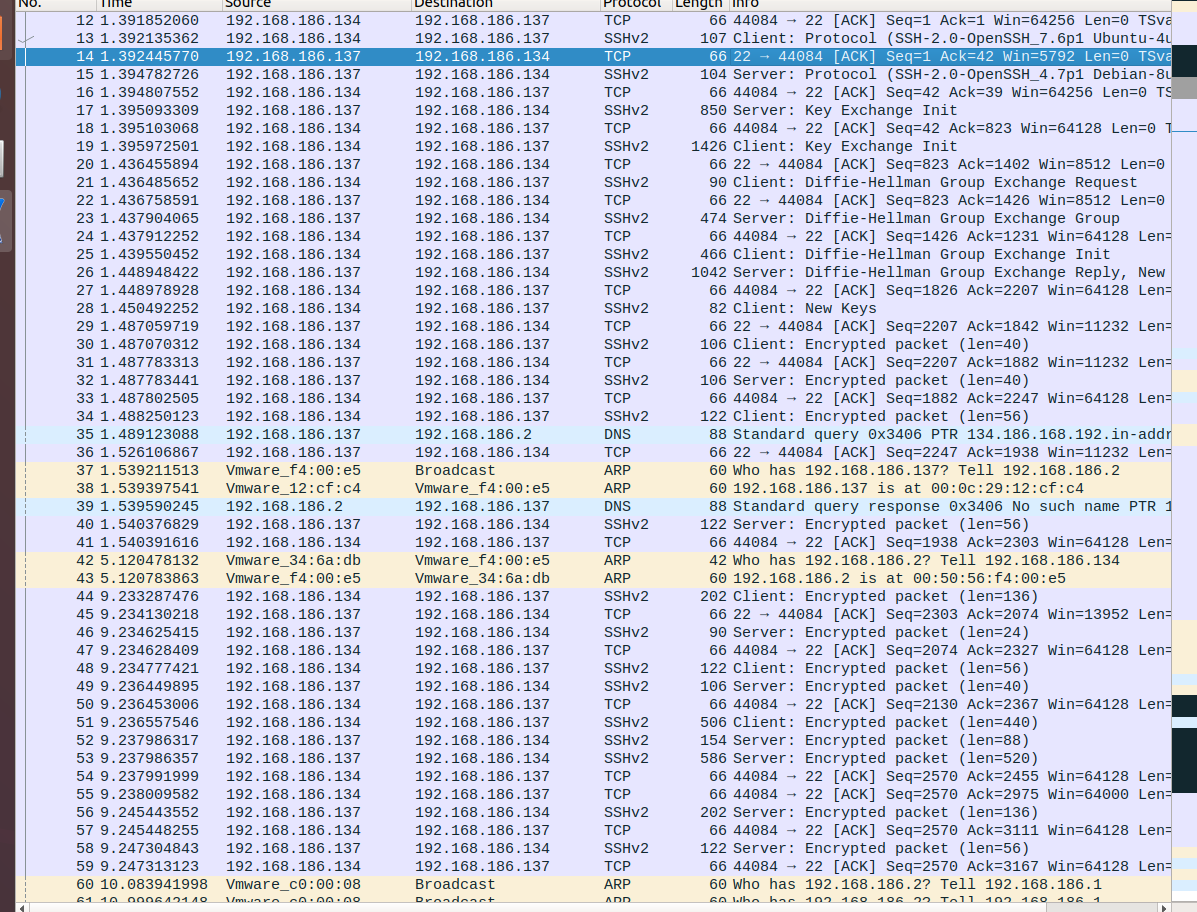 No. Time Source Destination Protocol Length Info
12 1.391852060 192.168.186.134 192.168.186.137 TCP 66 44084 → 22 [ACK] Seq=1 Ack=1 Win=64256 Len=0 TSva
13 1.392135362 192.168.186.134 192.168.186.137 SSHv2 107 Client: Protocol (SSH-2.0-OpenSSH_7.6p1 Ubuntu-4u
14 1.392445770 192.168.186.137 192.168.186.134 TCP 66 22 → 44084 [ACK] Seq=1 Ack=42 Win=5792 Len=0 TSva
15 1.394782726 192.168.186.137 192.168.186.134 SSHv2 104 Server: Protocol (SSH-2.0-OpenSSH_4.7p1 Debian-8u
16 1.394807552 192.168.186.134 192.168.186.137 TCP 66 44084 → 22 [ACK] Seq=42 Ack=39 Win=64256 Len=0 TS
17 1.395093309 192.168.186.137 192.168.186.134 SSHv2 850 Server: Key Exchange Init
18 1.395103068 192.168.186.134 192.168.186.137 TCP 66 44084 → 22 [ACK] Seq=42 Ack=823 Win=64128 Len=0 T
19 1.395972501 192.168.186.134 192.168.186.137 SSHv2 1426 Client: Key Exchange Init
20 1.436455894 192.168.186.137 192.168.186.134 TCP 66 22 → 44084 [ACK] Seq=823 Ack=1402 Win=8512 Len=0
21 1.436485652 192.168.186.134 192.168.186.137 SSHv2 90 Client: Diffie-Hellman Group Exchange Request
22 1.436758591 192.168.186.137 192.168.186.134 TCP 66 22 → 44084 [ACK] Seq=823 Ack=1426 Win=8512 Len=0
23 1.437904065 192.168.186.137 192.168.186.134 SSHv2 474 Server: Diffie-Hellman Group Exchange Group
24 1.437912252 192.168.186.134 192.168.186.137 TCP 66 44084 → 22 [ACK] Seq=1426 Ack=1231 Win=64128 Len=
25 1.439550452 192.168.186.134 192.168.186.137 SSHv2 466 Client: Diffie-Hellman Group Exchange Init
26 1.448948422 192.168.186.137 192.168.186.134 SSHv2 1042 Server: Diffie-Hellman Group Exchange Reply, New
27 1.448978928 192.168.186.134 192.168.186.137 TCP 66 44084 → 22 [ACK] Seq=1826 Ack=2207 Win=64128 Len=
28 1.450492252 192.168.186.134 192.168.186.137 SSHv2 82 Client: New Keys
29 1.487059719 192.168.186.137 192.168.186.134 TCP 66 22 → 44084 [ACK] Seq=2207 Ack=1842 Win=11232 Len=
30 1.487070312 192.168.186.134 192.168.186.137 SSHv2 106 Client: Encrypted packet (len=40)
31 1.487783313 192.168.186.137 192.168.186.134 TCP 66 22 → 44084 [ACK] Seq=2207 Ack=1882 Win=11232 Len=
32 1.487783441 192.168.186.137 192.168.186.134 SSHv2 106 Server: Encrypted packet (len=40)
33 1.487802505 192.168.186.134 192.168.186.137 TCP 66 44084 → 22 [ACK] Seq=1882 Ack=2247 Win=64128 Len=
34 1.488250123 192.168.186.134 192.168.186.137 SSHv2 122 Client: Encrypted packet (len=56)
35 1.489123088 192.168.186.137 192.168.186.2 DNS 88 Standard query 0x3406 PTR 134.186.168.192.in-addr
36 1.526106867 192.168.186.137 192.168.186.134 TCP 66 22 → 44084 [ACK] Seq=2247 Ack=1938 Win=11232 Len=
37 1.539211513 Vmware_f4:00:e5 Broadcast ARP 60 Who has 192.168.186.137? Tell 192.168.186.2
38 1.539397541 Vmware_12:cf:c4 Vmware_f4:00:e5 ARP 60 192.168.186.137 is at 00:0c:29:12:cf:c4
39 1.539590245 192.168.186.2 192.168.186.137 DNS 88 Standard query response 0x3406 No such name PTR 1
40 1.540376829 192.168.186.137 192.168.186.134 SSHv2 122 Server: Encrypted packet (len=56)
41 1.540391616 192.168.186.134 192.168.186.137 TCP 66 44084 → 22 [ACK] Seq=1938 Ack=2303 Win=64128 Len=
42 5.120478132 Vmware_34:6a:db Vmware_f4:00:e5 ARP 42 Who has 192.168.186.2? Tell 192.168.186.134
43 5.120783863 Vmware_f4:00:e5 Vmware_34:6a:db ARP 60 192.168.186.2 is at 00:50:56:f4:00:e5
44 9.233287476 192.168.186.134 192.168.186.137 SSHv2 202 Client: Encrypted packet (len=136)
45 9.234130218 192.168.186.137 192.168.186.134 TCP 66 22 → 44084 [ACK] Seq=2303 Ack=2074 Win=13952 Len=
46 9.234625415 192.168.186.137 192.168.186.134 SSHv2 90 Server: Encrypted packet (len=24)
47 9.234628409 192.168.186.134 192.168.186.137 TCP 66 44084 → 22 [ACK] Seq=2074 Ack=2327 Win=64128 Len=
48 9.234777421 192.168.186.134 192.168.186.137 SSHv2 122 Client: Encrypted packet (len=56)
49 9.236449895 192.168.186.137 192.168.186.134 SSHv2 106 Server: Encrypted packet (len=40)
50 9.236453006 192.168.186.134 192.168.186.137 TCP 66 44084 → 22 [ACK] Seq=2130 Ack=2367 Win=64128 Len=
51 9.236557546 192.168.186.134 192.168.186.137 SSHv2 506 Client: Encrypted packet (len=440)
52 9.237986317 192.168.186.137 192.168.186.134 SSHv2 154 Server: Encrypted packet (len=88)
53 9.237986357 192.168.186.137 192.168.186.134 SSHv2 586 Server: Encrypted packet (len=520)
54 9.237991999 192.168.186.134 192.168.186.137 TCP 66 44084 → 22 [ACK] Seq=2570 Ack=2455 Win=64128 Len=
55 9.238009582 192.168.186.134 192.168.186.137 TCP 66 44084 → 22 [ACK] Seq=2570 Ack=2975 Win=64000 Len=
56 9.245443552 192.168.186.137 192.168.186.134 SSHv2 202 Server: Encrypted packet (len=136)
57 9.245448255 192.168.186.134 192.168.186.137 TCP 66 44084 → 22 [ACK] Seq=2570 Ack=3111 Win=64128 Len=
58 9.247304843 192.168.186.137 192.168.186.134 SSHv2 122 Server: Encrypted packet (len=56)
59 9.247313123 192.168.186.134 192.168.186.137 TCP 66 44084 → 22 [ACK] Seq=2570 Ack=3167 Win=64128 Len=
60 10.083941998 Vmware_c0:00:08 Broadcast ARP 60 Who has 192.168.186.2? Tell 192.168.186.1
61 10.999642148 Vmware_c0:00:08 Broadcast ARP 60 Who has 192.168.186.2? Tell 192.168.186.1